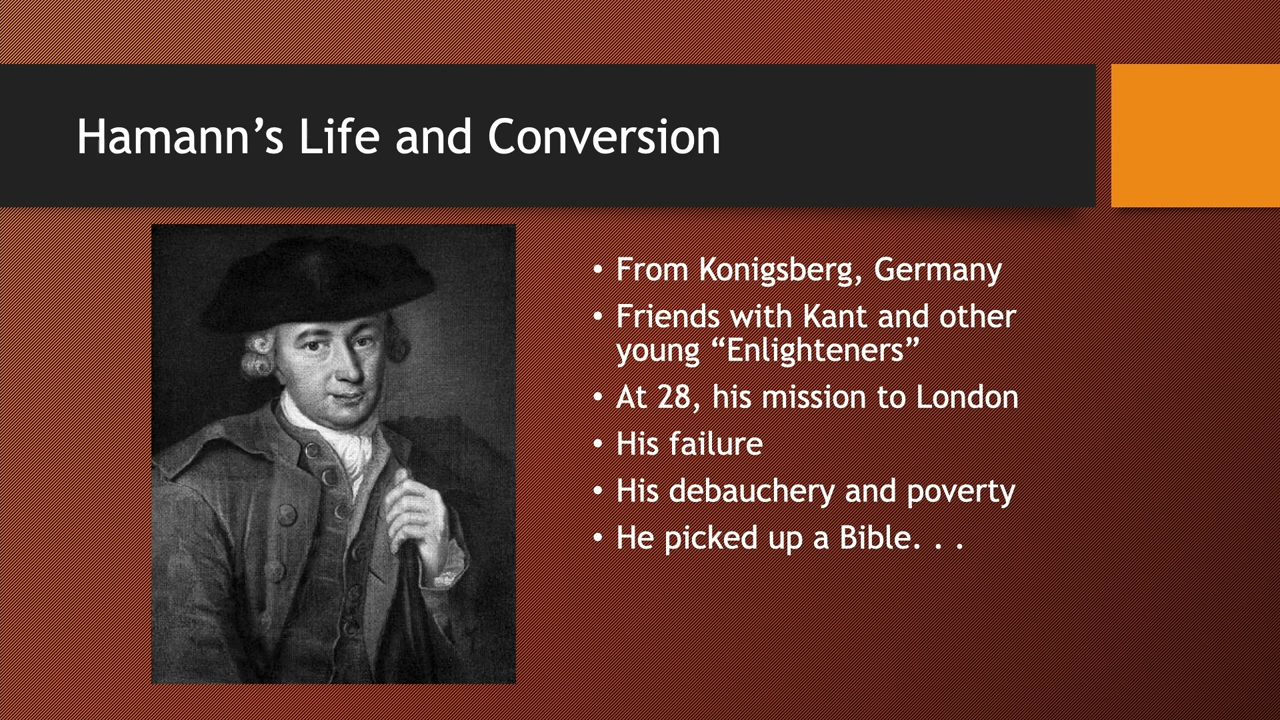 Hamann’s Life and Conversion
• From Konigsberg, Germany
• Friends with Kant and other
young “Enlighteners”
• At 28, his mission to London
• His failure
• His debauchery and poverty
• He picked up a Bible. . .